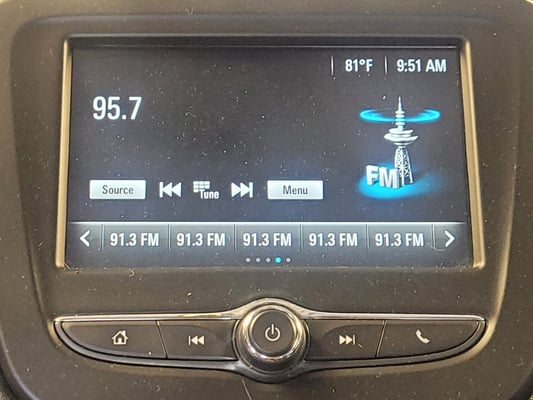 81°F 9:51 AM
95.7
FM
Source Tune Menu
91.3 FM 91.3 FM 91.3 FM 91.3 FM 91.3 FM